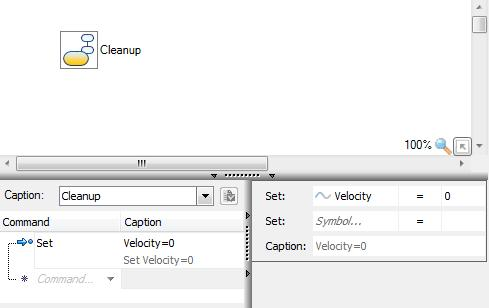 Cleanup
100%
Caption: Cleanup
Command Caption
Set Velocity=0
Set Velocity=0
Command...
Set: Velocity = 0
Set: Symbol... =
Caption: Velocity=0